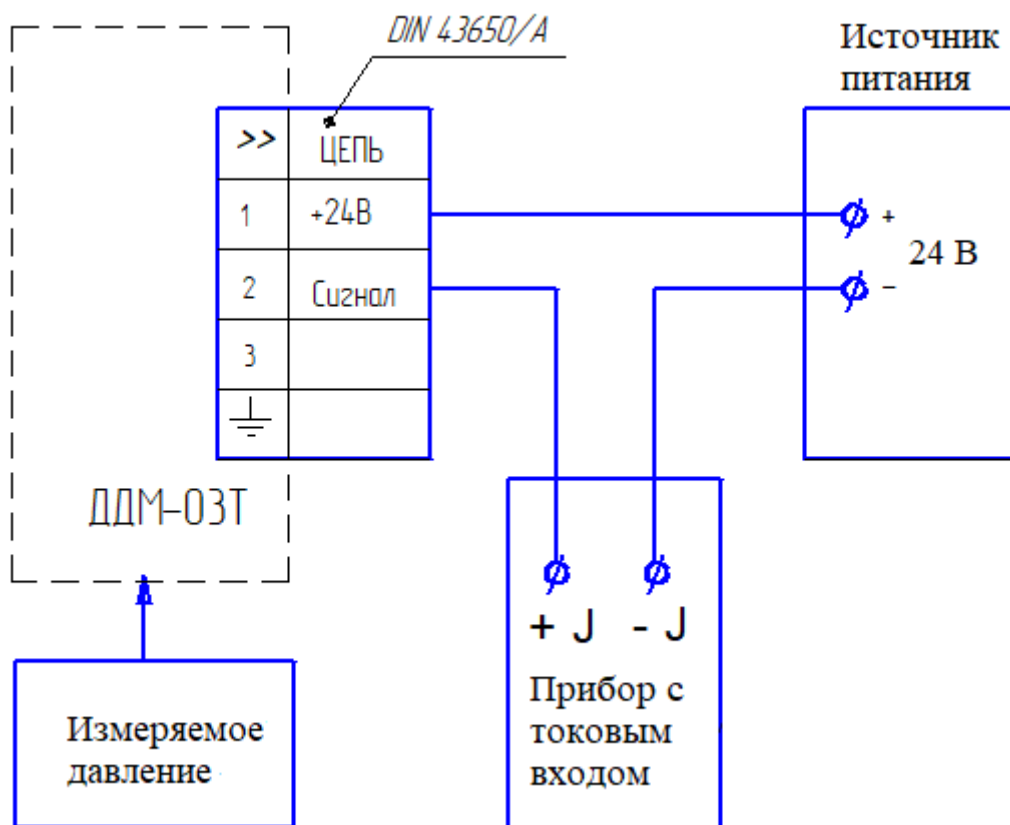 DIN 43650/A
Источник
питания
>> ЦЕПЬ
1 +24В
2 Сигнал
3
+
24 В
-
ДДМ-03Т
+ J - J
Прибор с
токовым
входом
Измеряемое
давление